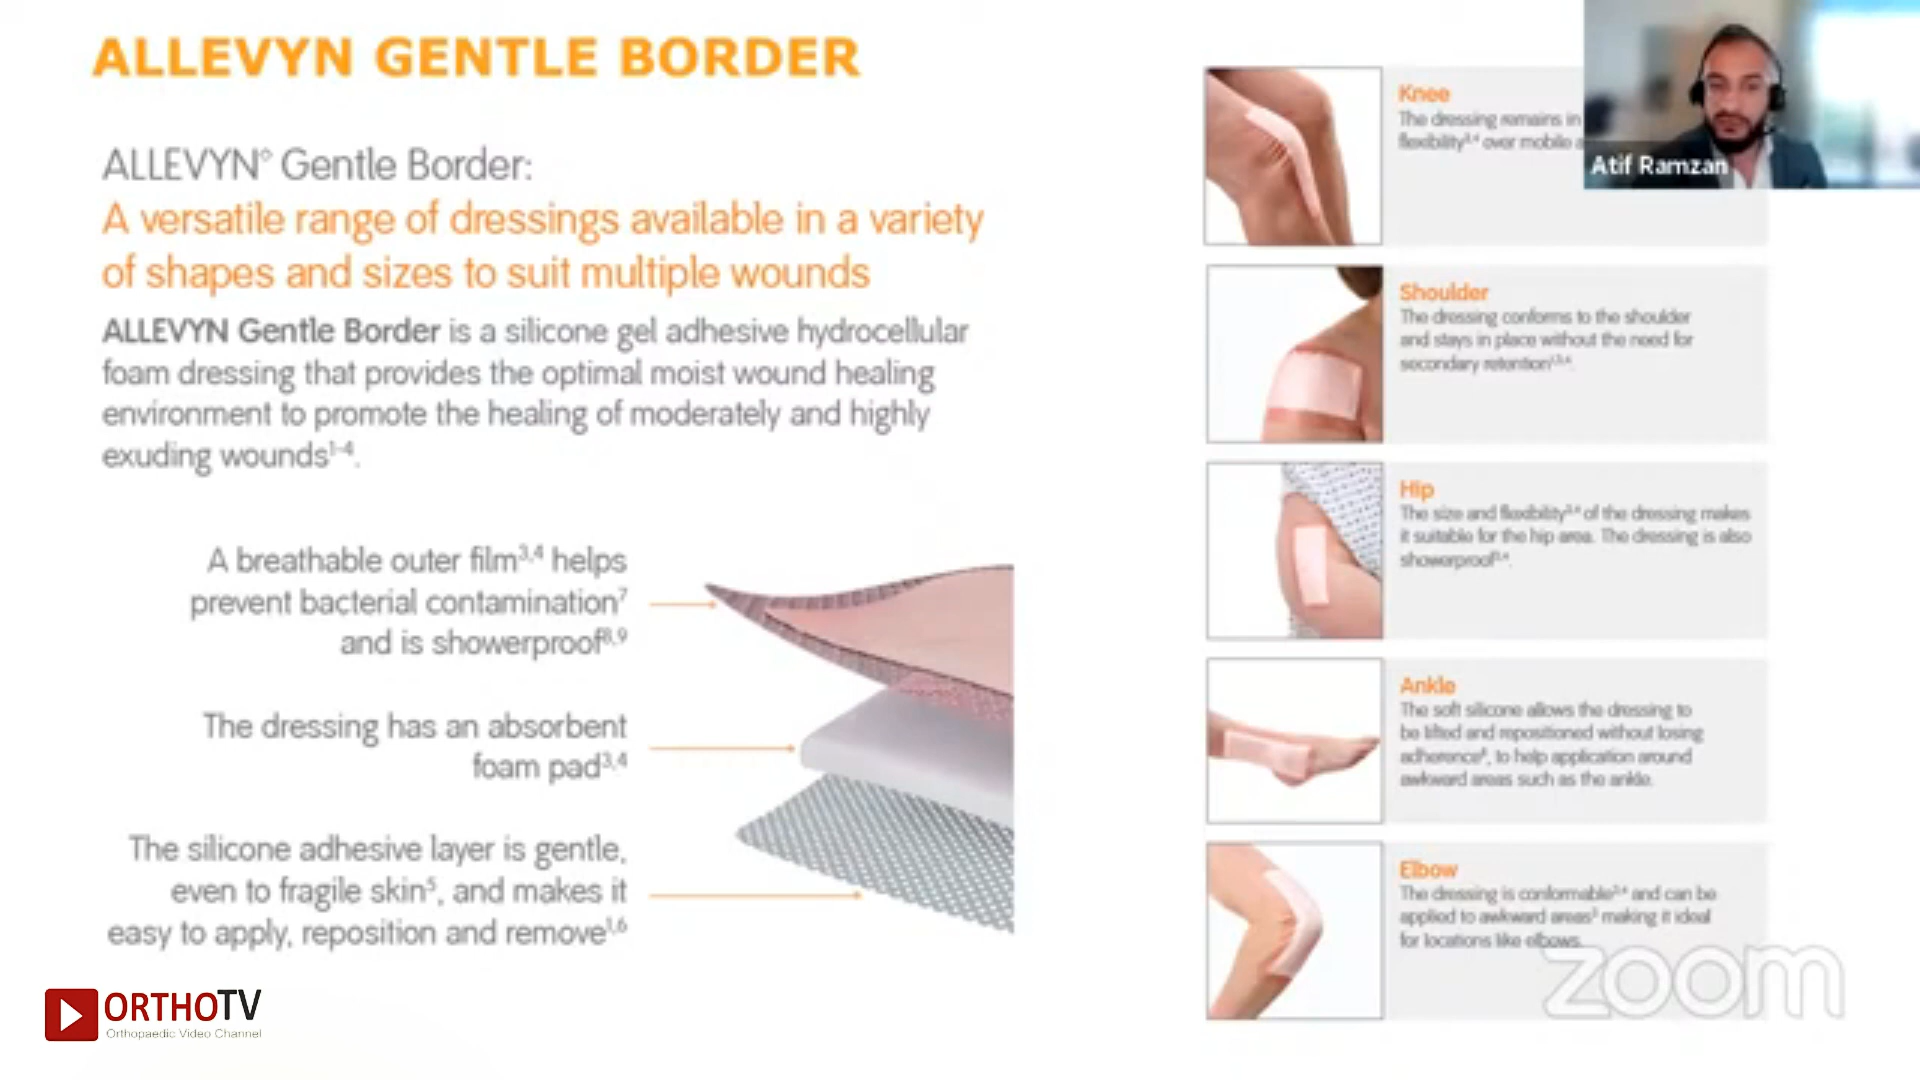 ALLEVYN GENTLE BORDER
ALLEVYN◊ Gentle Border:
A versatile range of dressings available in a variety
of shapes and sizes to suit multiple wounds
ALLEVYN Gentle Border is a silicone gel adhesive hydrocellular
foam dressing that provides the optimal moist wound healing
environment to promote the healing of moderately and highly
exuding wounds1-4.
A breathable outer film3,4 helps
prevent bacterial contamination7
and is showerproof8,9
The dressing has an absorbent
foam pad3,4
The silicone adhesive layer is gentle,
even to fragile skin5, and makes it
easy to apply, reposition and remove1,6
Knee
The dressing remains in
flexibility3,4 over mobile
Shoulder
The dressing conforms to the shoulder
and stays in place without the need for
secondary retention
Hip
The size and flexibility3,4 of the dressing makes
it suitable for the hip area. The dressing is also
showerproof
Ankle
The soft silicone allows the dressing to
be lifted and repositioned without losing
adherence, to help application around
awkward areas such as the ankle.
Elbow
The dressing is conformable3,4 and can be
applied to awkward areas making it ideal
for locations like elbows.
Atif Ramzan
ORTHOTV
Orthopaedic Video Channel
zoom